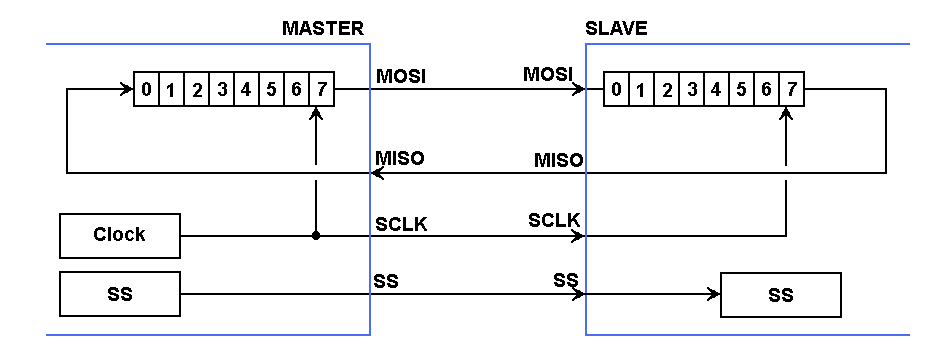 MASTER SLAVE
MOSI MOSI
0 1 2 3 4 5 6 7 0 1 2 3 4 5 6 7
MISO MISO
SCLK SCLK
Clock
SS SS
SS SS